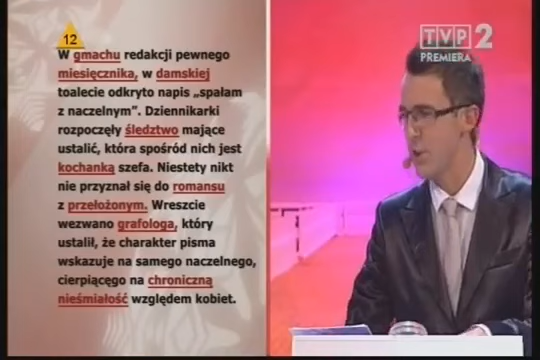 12
W gmachu redakcji pewnego
miesięcznika, w damskiej
toalecie odkryto napis „spałam
z naczelnym”. Dziennikarki
rozpoczęły śledztwo mające
ustalić, która spośród nich jest
kochanką szefa. Niestety nikt
nie przyznał się do romansu
z przełożonym. Wreszcie
wezwano grafologa, który
ustalił, że charakter pisma
wskazuje na samego naczelnego,
cierpiącego na chroniczną
nieśmiałość względem kobiet.
TVP 2
PREMIERA